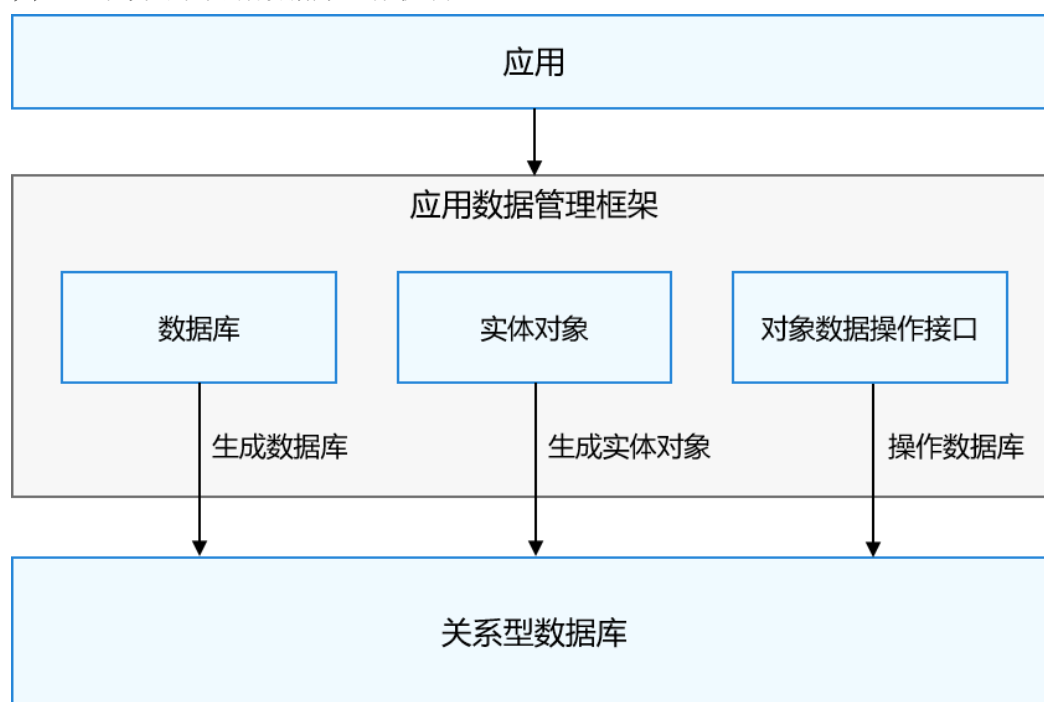 应用
应用数据管理框架
数据库
实体对象
对象数据操作接口
生成数据库
生成实体对象
操作数据库
关系型数据库